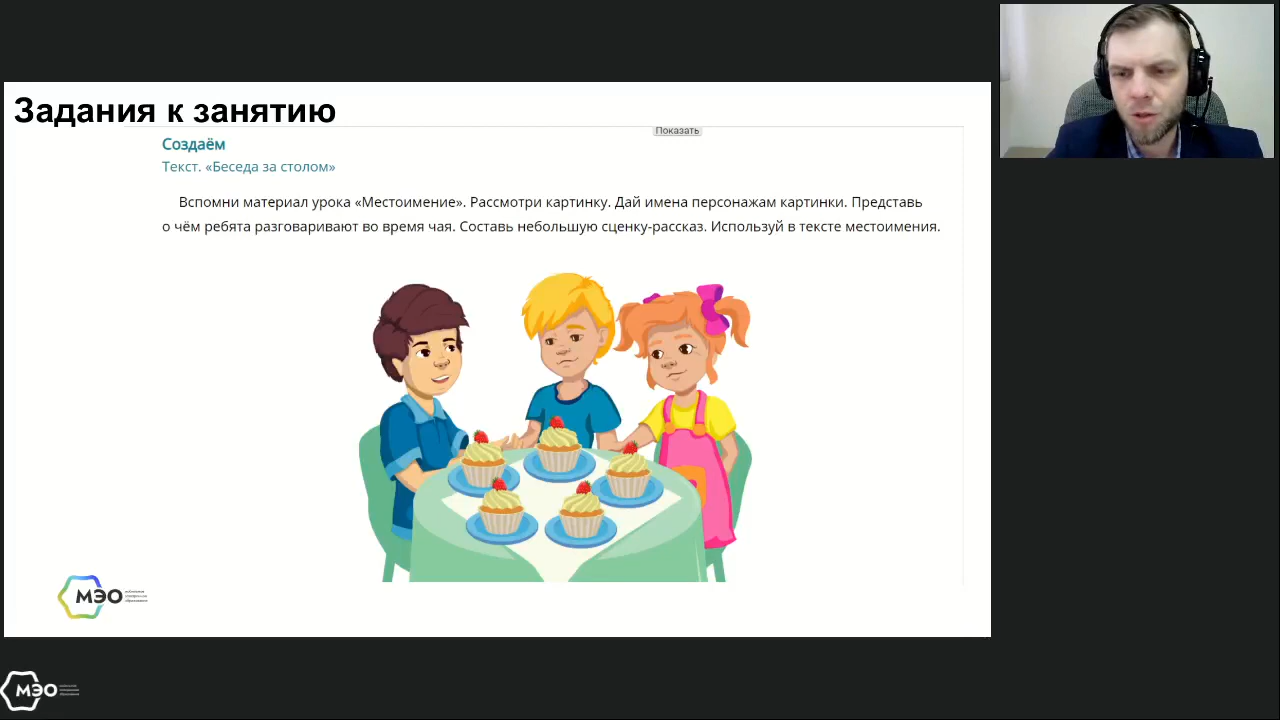 Задания к занятию
Показать
Создаём
Текст. «Беседа за столом»
Вспомни материал урока «Местоимение». Рассмотри картинку. Дай имена персонажам картинки. Представь
о чём ребята разговаривают во время чая. Составь небольшую сценку-рассказ. Используй в тексте местоимения.
МЭО
МЭО